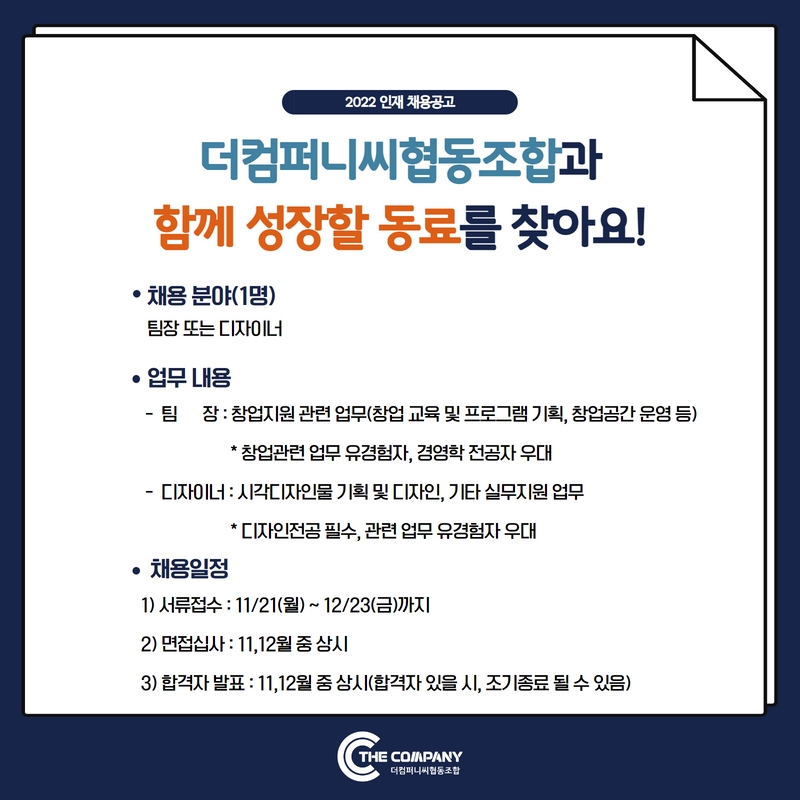 2022 인재 채용공고
더컴퍼니씨협동조합과
함께 성장할 동료를 찾아요!
• 채용 분야(1명)
팀장 또는 디자이너
• 업무 내용
- 팀 장 : 창업지원 관련 업무(창업 교육 및 프로그램 기획, 창업공간 운영 등)
* 창업관련 업무 유경험자, 경영학 전공자 우대
- 디자이너 : 시각디자인물 기획 및 디자인, 기타 실무지원 업무
* 디자인전공 필수, 관련 업무 유경험자 우대
• 채용일정
1) 서류접수 : 11/21(월) ~ 12/23(금)까지
2) 면접십사 : 11,12월 중 상시
3) 합격자 발표 : 11,12월 중 상시(합격자 있을 시, 조기종료 될 수 있음)
THE COMPANY
더컴퍼니씨협동조합